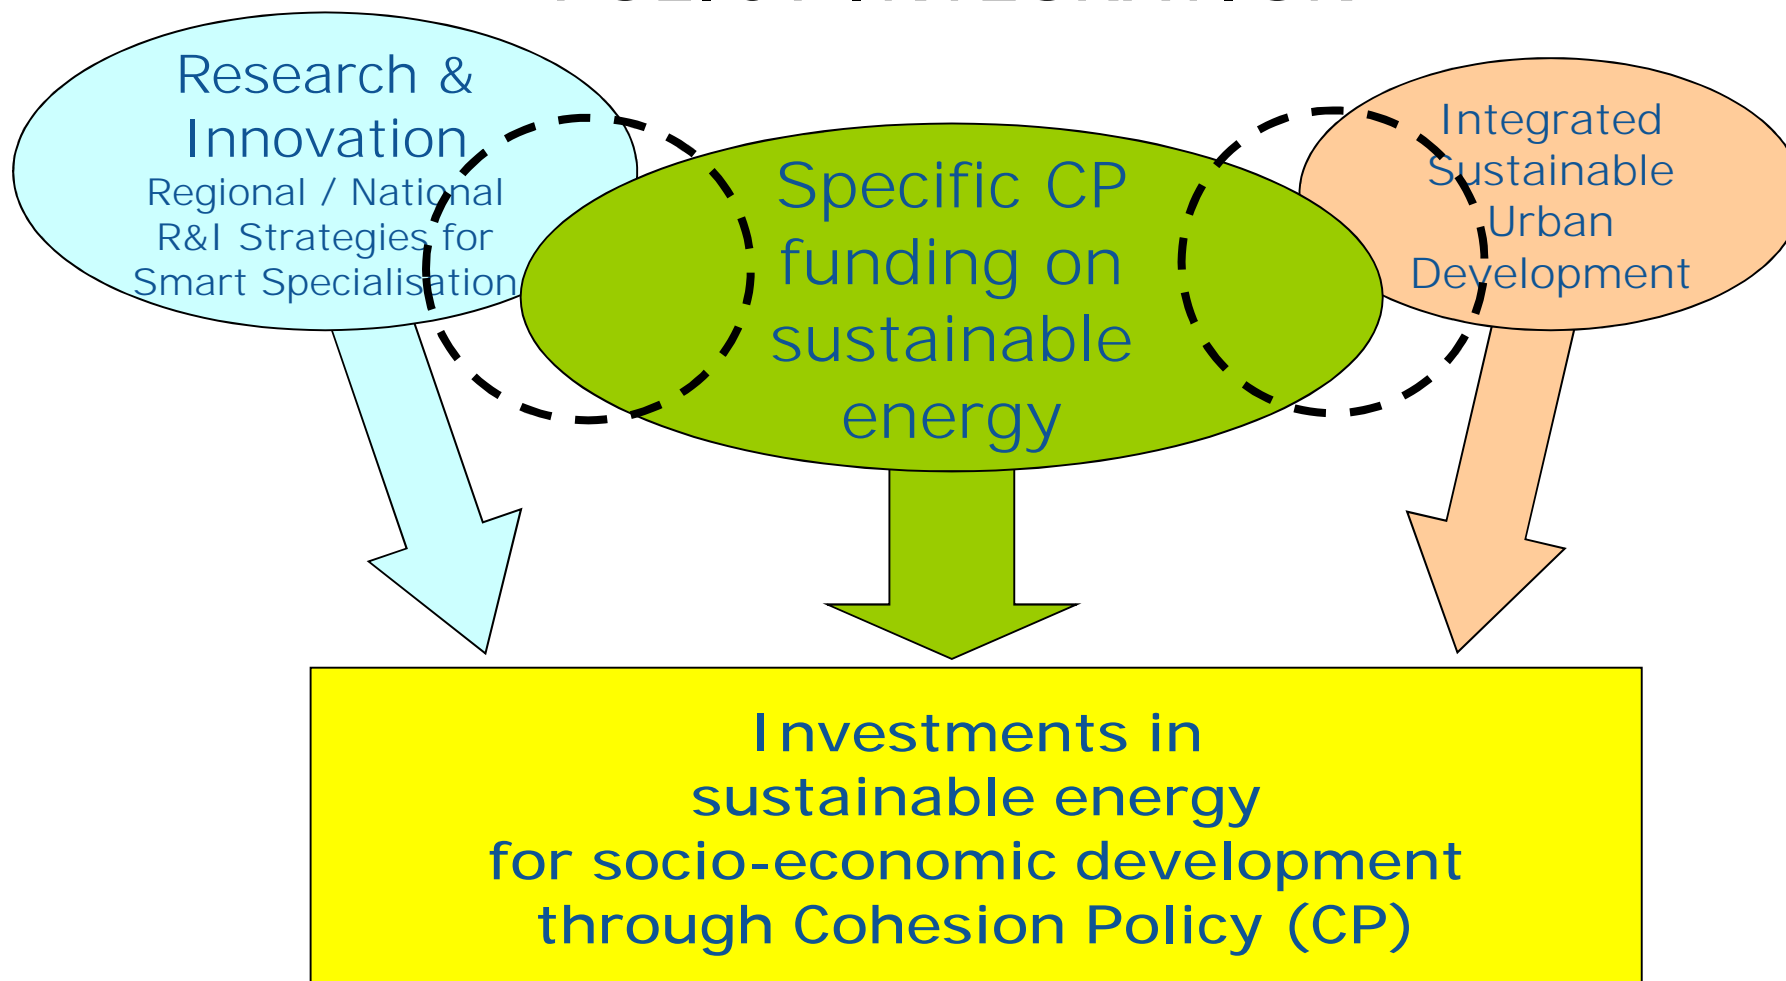 Research &
Innovation
Regional / National
R&I Strategies for
Smart Specialisation
Specific CP
funding on
sustainable
energy
Integrated
Sustainable
Urban
Development
Investments in
sustainable energy
for socio-economic development
through Cohesion Policy (CP)